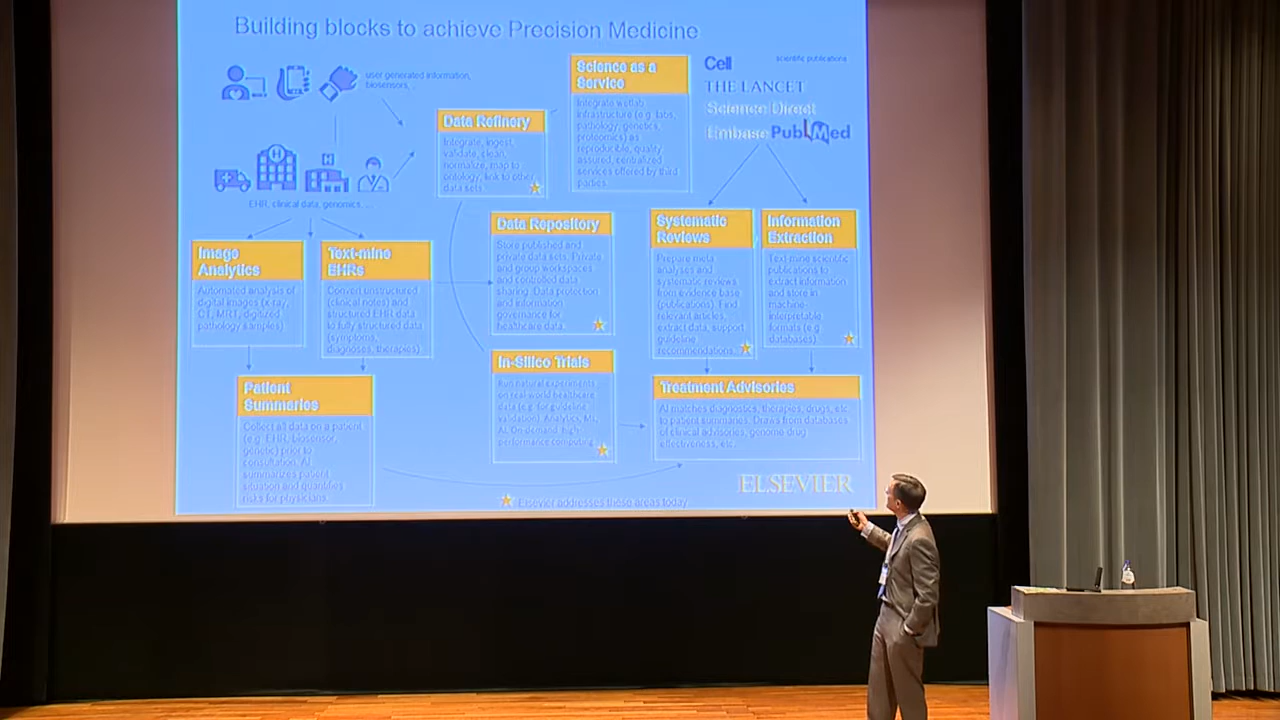 Building blocks to achieve Precision Medicine
user generated information,
biosensors, ...
EHR, clinical data, genomics, ...
Data Refinery
Integrate, ingest,
validate, clean,
normalize, map to
ontology, link to other
data sets.
Science as a
Service
Integrate wetlab
infrastructure (e.g. labs,
pathology, genetics,
proteomics) as
reproducible, quality
assured, centralized
services offered by third
parties.
Cell
scientific publications
THE LANCET
Science Direct
Embase
PubMed
Image
Analytics
Automated analysis of
digital images (x-ray,
CT, MRT, digitized
pathology samples)
Text-mine
EHRs
Convert unstructured
(clinical notes) and
structured EHR data
to fully structured data
(symptoms,
diagnoses, therapies)
Data Repository
Store published and
private data sets. Private
and group workspaces
and controlled data
sharing. Data protection
and information
governance for
healthcare data.
Systematic
Reviews
Prepare meta
analyses and
systematic reviews
from evidence base
(publications). Find
relevant articles,
extract data, support
guideline
recommendations.
Information
Extraction
Text-mine scientific
publications to
extract information
and store in
machine-
interpretable
formats (e.g.
databases)
Patient
Summaries
Collect all data on a patient
(e.g. EHR, biosensor,
genetic) prior to
consultation. AI
summarizes patient
situation and quantifies
risks for physicians.
In-Silico Trials
Run natural experiments
on real-world healthcare
data (e.g. for guideline
validation). Analytics, ML,
AI. On-demand high-
performance computing
Treatment Advisories
AI matches diagnostics, therapies, drugs, etc.
to patient summaries. Draws from databases
of clinical advisories, genome drug
effectiveness, etc.
ELSEVIER
Elsevier addresses these areas today